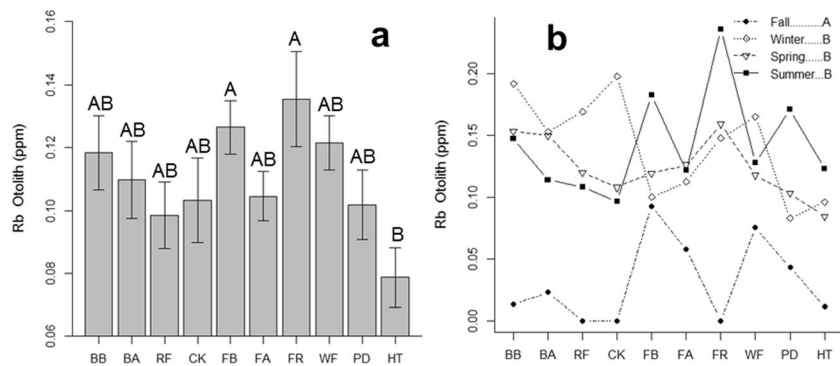 a
Rb Otolith (ppm)
0.16
0.14
0.12
0.10
0.08
0.06
AB
AB
AB
AB
A
AB
A
AB
AB
B
BB BA RF CK FB FA FR WF PD HT
b
Fall..........A
Winter.......B
Spring......B
Summer...B
Rb Otolith (ppm)
0.20
0.15
0.10
0.05
0.00
BB BA RF CK FB FA FR WF PD HT